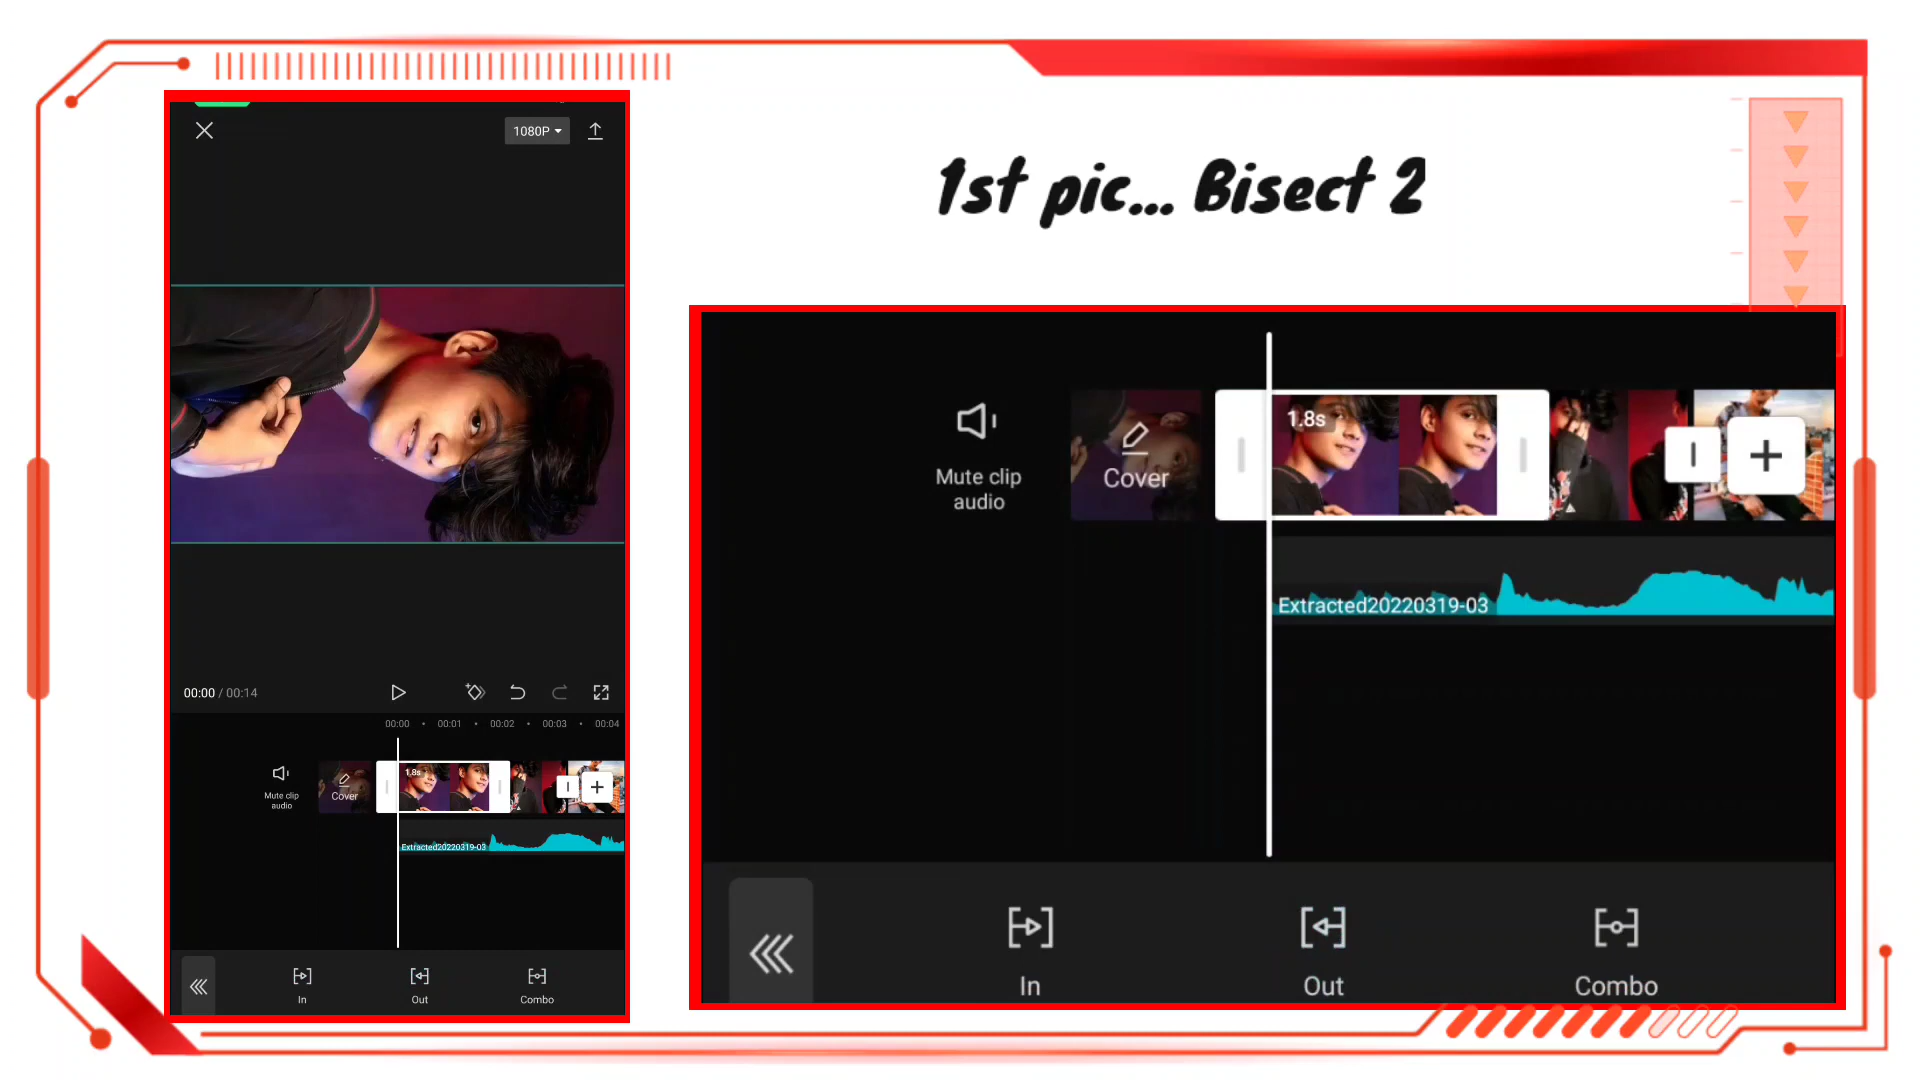 1080P
1st pic... Bisect 2
00:00 / 00:14
00:00 00:01 00:02 00:03 00:04
Mute clip
audio
Cover
1.8s
Extracted20220319-03
In
Out
Combo
Mute clip
audio
Cover
1.8s
Extracted20220319-03
In
Out
Combo